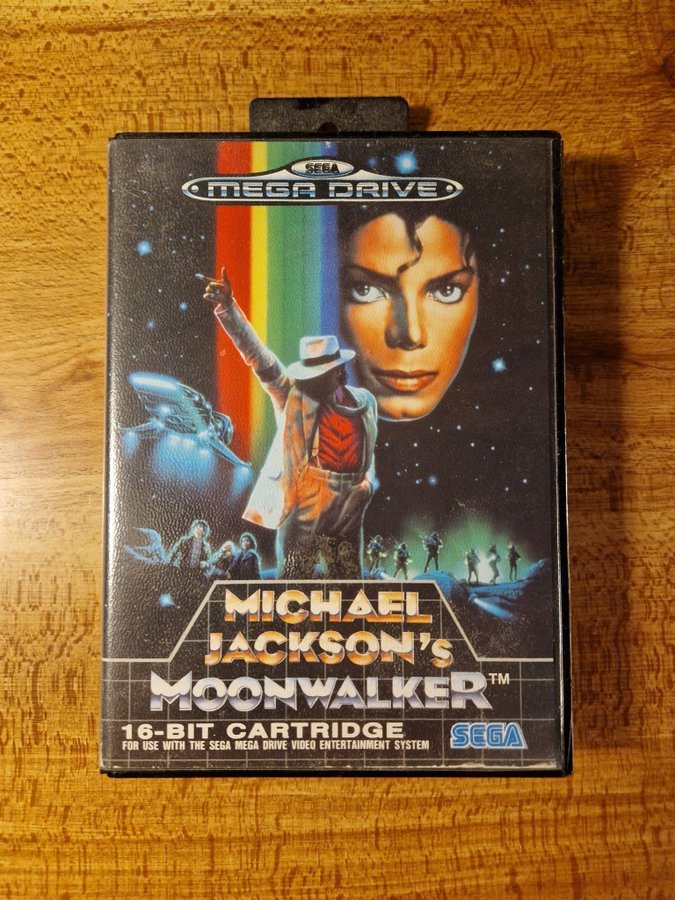 SEGA
MEGA DRIVE
MICHAEL
JACKSON's
MOONWALKER™
16-BIT CARTRIDGE
FOR USE WITH THE SEGA MEGA DRIVE VIDEO ENTERTAINMENT SYSTEM
SEGA